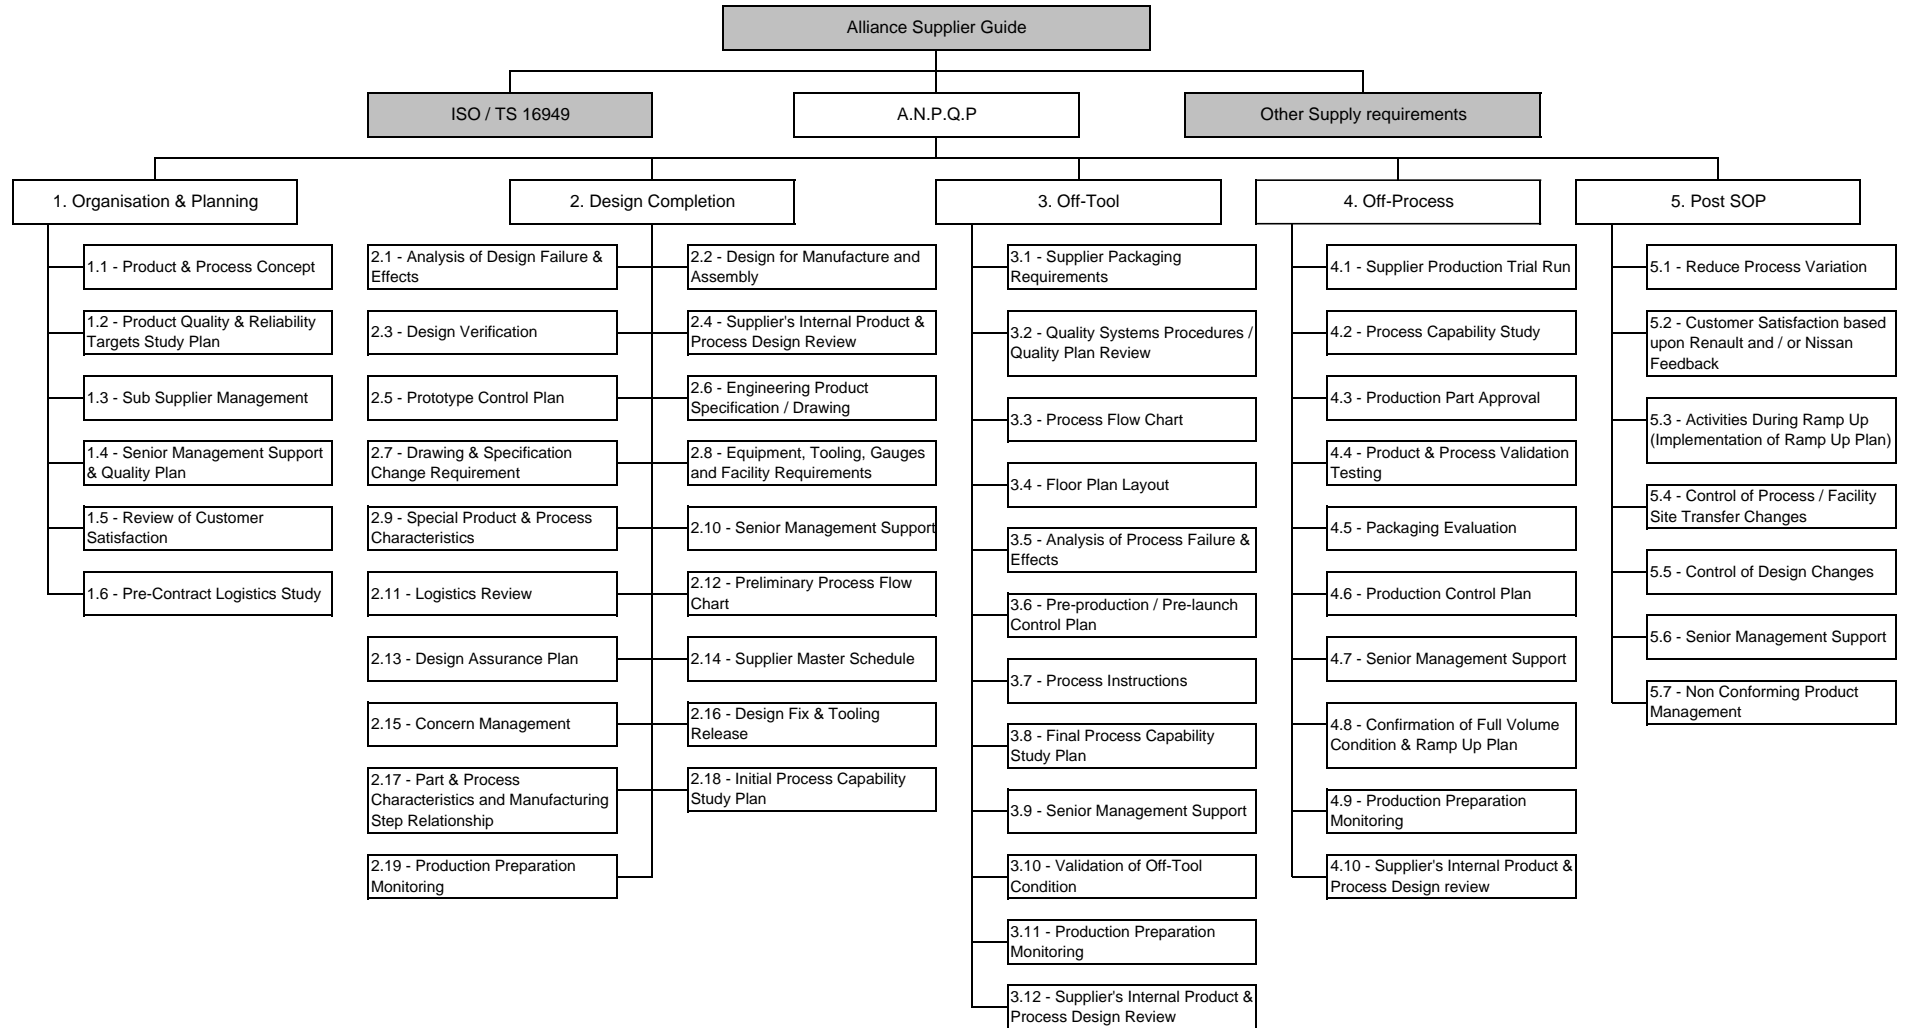 Alliance Supplier Guide
ISO / TS 16949
A.N.P.Q.P
Other Supply requirements
1. Organisation & Planning
2. Design Completion
3. Off-Tool
4. Off-Process
5. Post SOP
1.1 - Product & Process Concept
1.2 - Product Quality & Reliability
Targets Study Plan
1.3 - Sub Supplier Management
1.4 - Senior Management Support
& Quality Plan
1.5 - Review of Customer
Satisfaction
1.6 - Pre-Contract Logistics Study
2.1 - Analysis of Design Failure &
Effects
2.2 - Design for Manufacture and
Assembly
2.3 - Design Verification
2.4 - Supplier's Internal Product &
Process Design Review
2.5 - Prototype Control Plan
2.6 - Engineering Product
Specification / Drawing
2.7 - Drawing & Specification
Change Requirement
2.8 - Equipment, Tooling, Gauges
and Facility Requirements
2.9 - Special Product & Process
Characteristics
2.10 - Senior Management Support
2.11 - Logistics Review
2.12 - Preliminary Process Flow
Chart
2.13 - Design Assurance Plan
2.14 - Supplier Master Schedule
2.15 - Concern Management
2.16 - Design Fix & Tooling
Release
2.17 - Part & Process
Characteristics and Manufacturing
Step Relationship
2.18 - Initial Process Capability
Study Plan
2.19 - Production Preparation
Monitoring
3.1 - Supplier Packaging
Requirements
3.2 - Quality Systems Procedures /
Quality Plan Review
3.3 - Process Flow Chart
3.4 - Floor Plan Layout
3.5 - Analysis of Process Failure &
Effects
3.6 - Pre-production / Pre-launch
Control Plan
3.7 - Process Instructions
3.8 - Final Process Capability
Study Plan
3.9 - Senior Management Support
3.10 - Validation of Off-Tool
Condition
3.11 - Production Preparation
Monitoring
3.12 - Supplier's Internal Product &
Process Design Review
4.1 - Supplier Production Trial Run
4.2 - Process Capability Study
4.3 - Production Part Approval
4.4 - Product & Process Validation
Testing
4.5 - Packaging Evaluation
4.6 - Production Control Plan
4.7 - Senior Management Support
4.8 - Confirmation of Full Volume
Condition & Ramp Up Plan
4.9 - Production Preparation
Monitoring
4.10 - Supplier's Internal Product &
Process Design review
5.1 - Reduce Process Variation
5.2 - Customer Satisfaction based
upon Renault and / or Nissan
Feedback
5.3 - Activities During Ramp Up
(Implementation of Ramp Up Plan)
5.4 - Control of Process / Facility
Site Transfer Changes
5.5 - Control of Design Changes
5.6 - Senior Management Support
5.7 - Non Conforming Product
Management